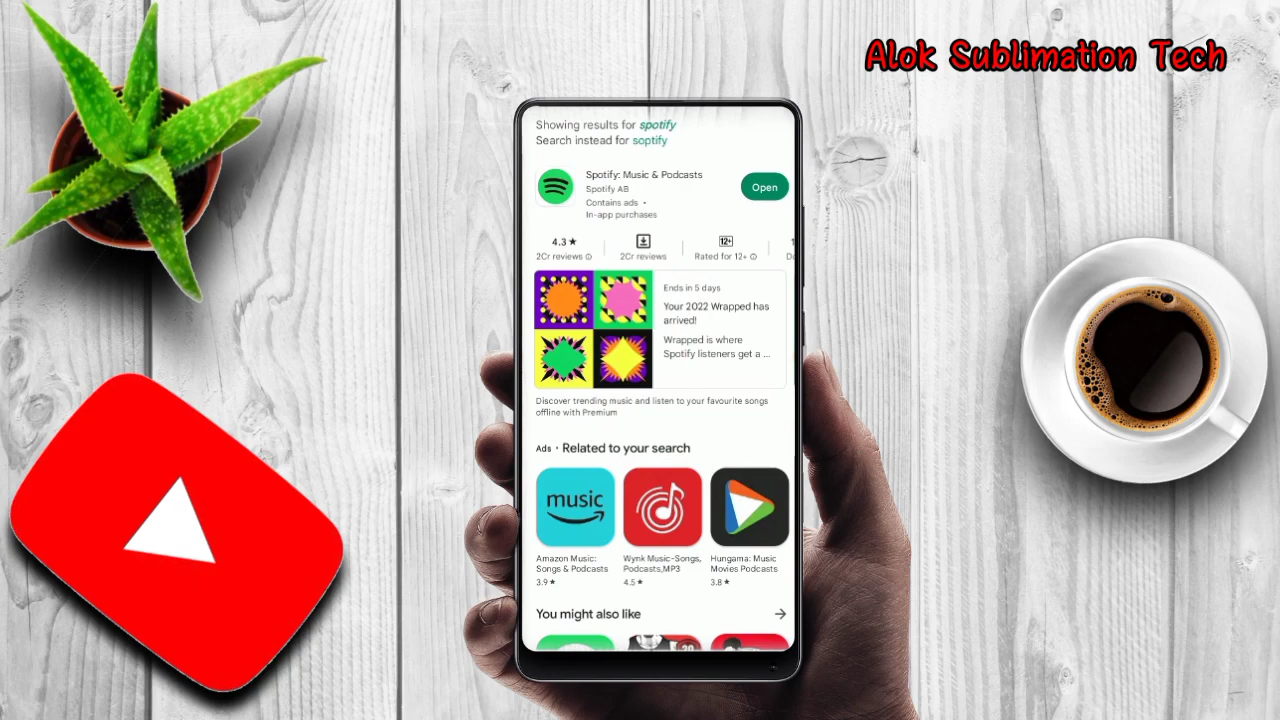 Alok Sublimation Tech
Showing results for spotify
Search instead for soptify
Spotify: Music & Podcasts
Spotify AB
Contains ads •
In-app purchases
Open
4.3★
2Cr reviews
2Cr reviews
12+
Rated for 12+
Ends in 5 days
Your 2022 Wrapped has
arrived!
Wrapped is where
Spotify listeners get a ...
Discover trending music and listen to your favourite songs
offline with Premium
Ads • Related to your search
music
Amazon Music:
Songs & Podcasts
3.9★
Wynk Music-Songs,
Podcasts,MP3
4.5★
Hungama: Music
Movies Podcasts
3.8★
You might also like
20